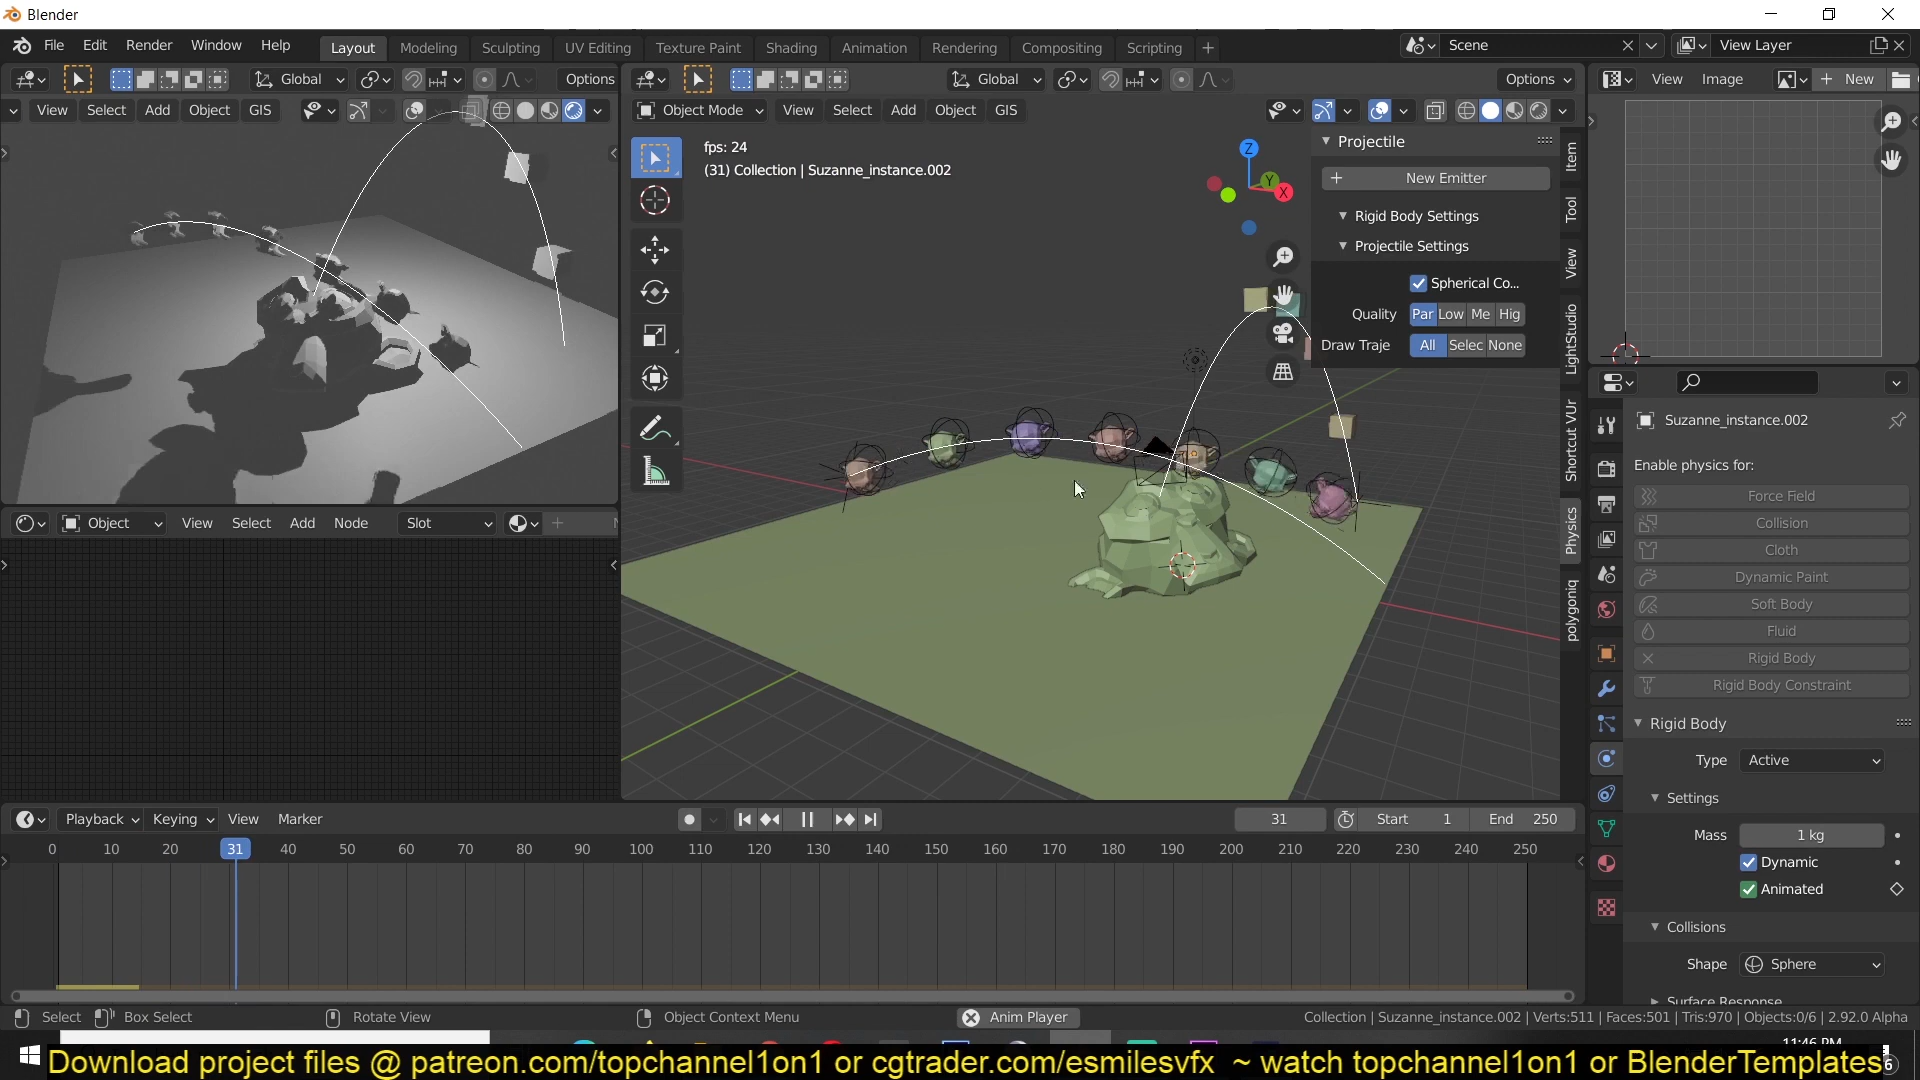 Blender
File Edit Render Window Help Layout Modeling Sculpting UV Editing Texture Paint Shading Animation Rendering Compositing Scripting + Scene View Layer
Global Options Global Options View Image New
View Select Add Object GIS Object Mode View Select Add Object GIS
fps: 24
(31) Collection | Suzanne_instance.002
Z
Y
X
Projectile
New Emitter
Rigid Body Settings
Projectile Settings
Spherical Co...
Quality Par Low Me Hig
Draw Traje All Selec None
Item
Tool
View
LightStudio
Shortcut VUr
Physics
polygoniq
Object View Select Add Node Slot
Suzanne_instance.002
Enable physics for:
Force Field
Collision
Cloth
Dynamic Paint
Soft Body
Fluid
Rigid Body
Rigid Body Constraint
Rigid Body
Type Active
Settings
Mass 1 kg
Dynamic
Animated
Collisions
Shape Sphere
Surface Response
Playback Keying View Marker 31 Start 1 End 250
0 10 20 31 40 50 60 70 80 90 100 110 120 130 140 150 160 170 180 190 200 210 220 230 240 250
Select Box Select Rotate View Object Context Menu Anim Player Collection | Suzanne_instance.002 | Verts:511 | Faces:501 | Tris:970 | Objects:0/6 | 2.92.0 Alpha
11:46 PM
Download project files @ patreon.com/topchannel1on1 or cgtrader.com/esmilesvfx ~ watch topchannel1on1 or BlenderTemplates